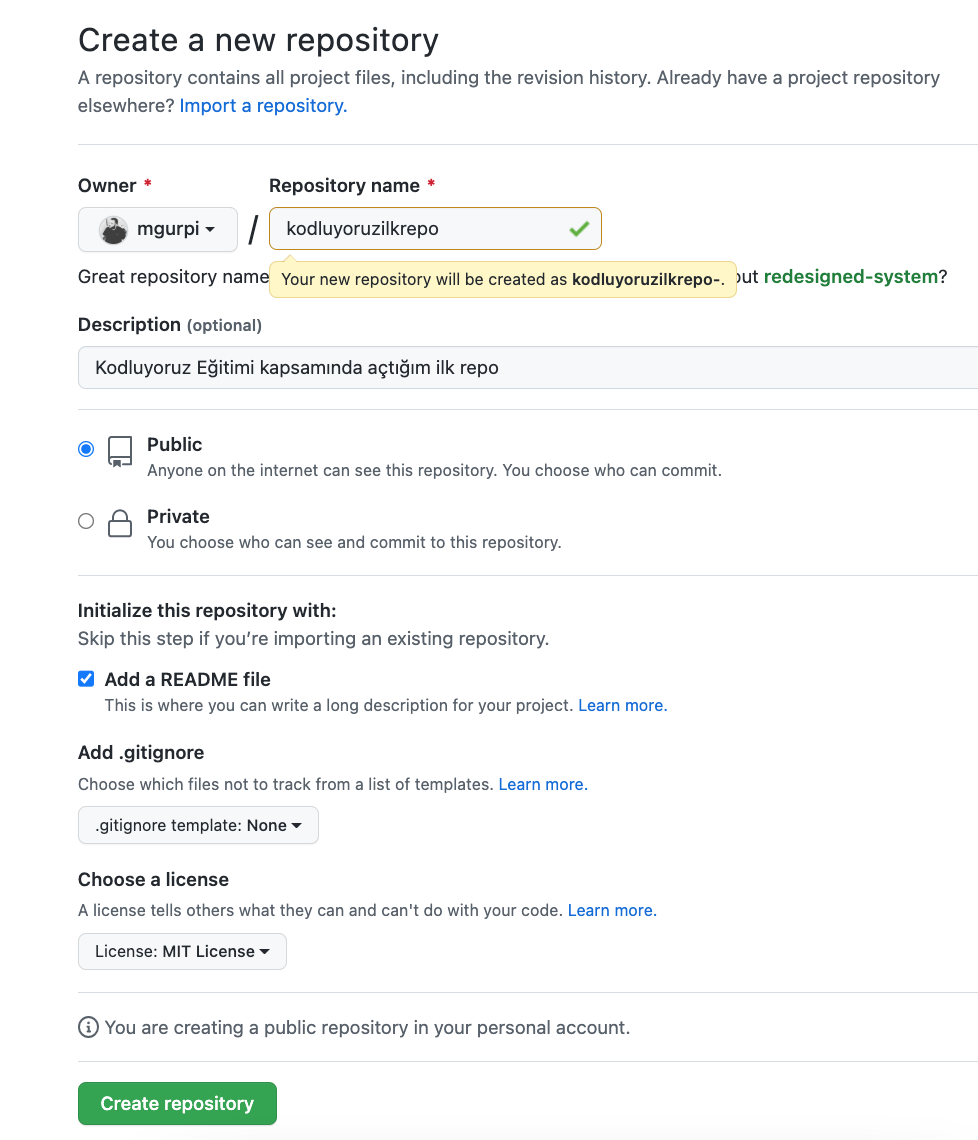 Create a new repository
A repository contains all project files, including the revision history. Already have a project repository
elsewhere? Import a repository.
Owner *
Repository name *
mgurpi
/
kodluyoruzilkrepo
Great repository name
Your new repository will be created as kodluyoruzilkrepo-.
out redesigned-system?
Description (optional)
Kodluyoruz Eğitimi kapsamında açtığım ilk repo
Public
Anyone on the internet can see this repository. You choose who can commit.
Private
You choose who can see and commit to this repository.
Initialize this repository with:
Skip this step if you’re importing an existing repository.
Add a README file
This is where you can write a long description for your project. Learn more.
Add .gitignore
Choose which files not to track from a list of templates. Learn more.
.gitignore template: None
Choose a license
A license tells others what they can and can't do with your code. Learn more.
License: MIT License
You are creating a public repository in your personal account.
Create repository